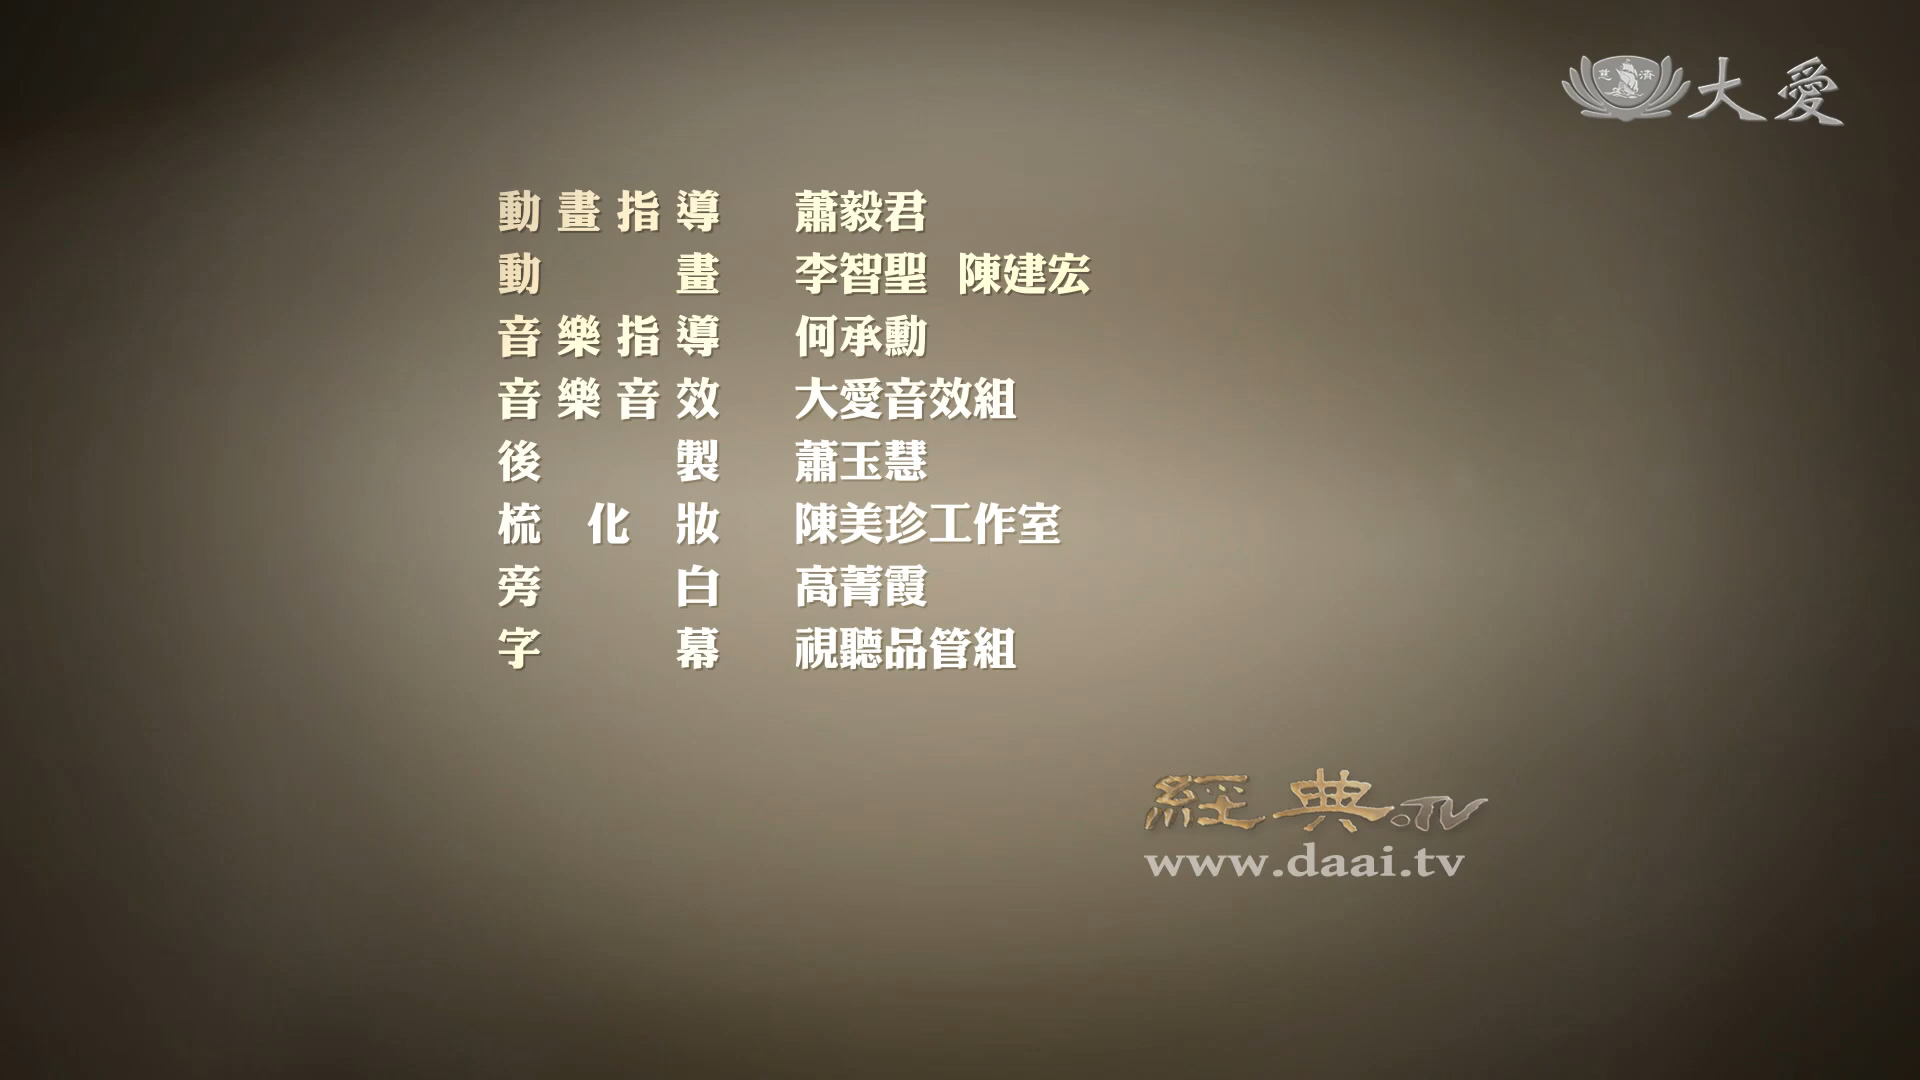 慈濟 大愛
動畫指導 蕭毅君
動畫 李智聖 陳建宏
音樂指導 何承勳
音樂音效 大愛音效組
後製 蕭玉慧
梳化妝 陳美珍工作室
旁白 高菁霞
字幕 視聽品管組
經典.TV
www.daai.tv